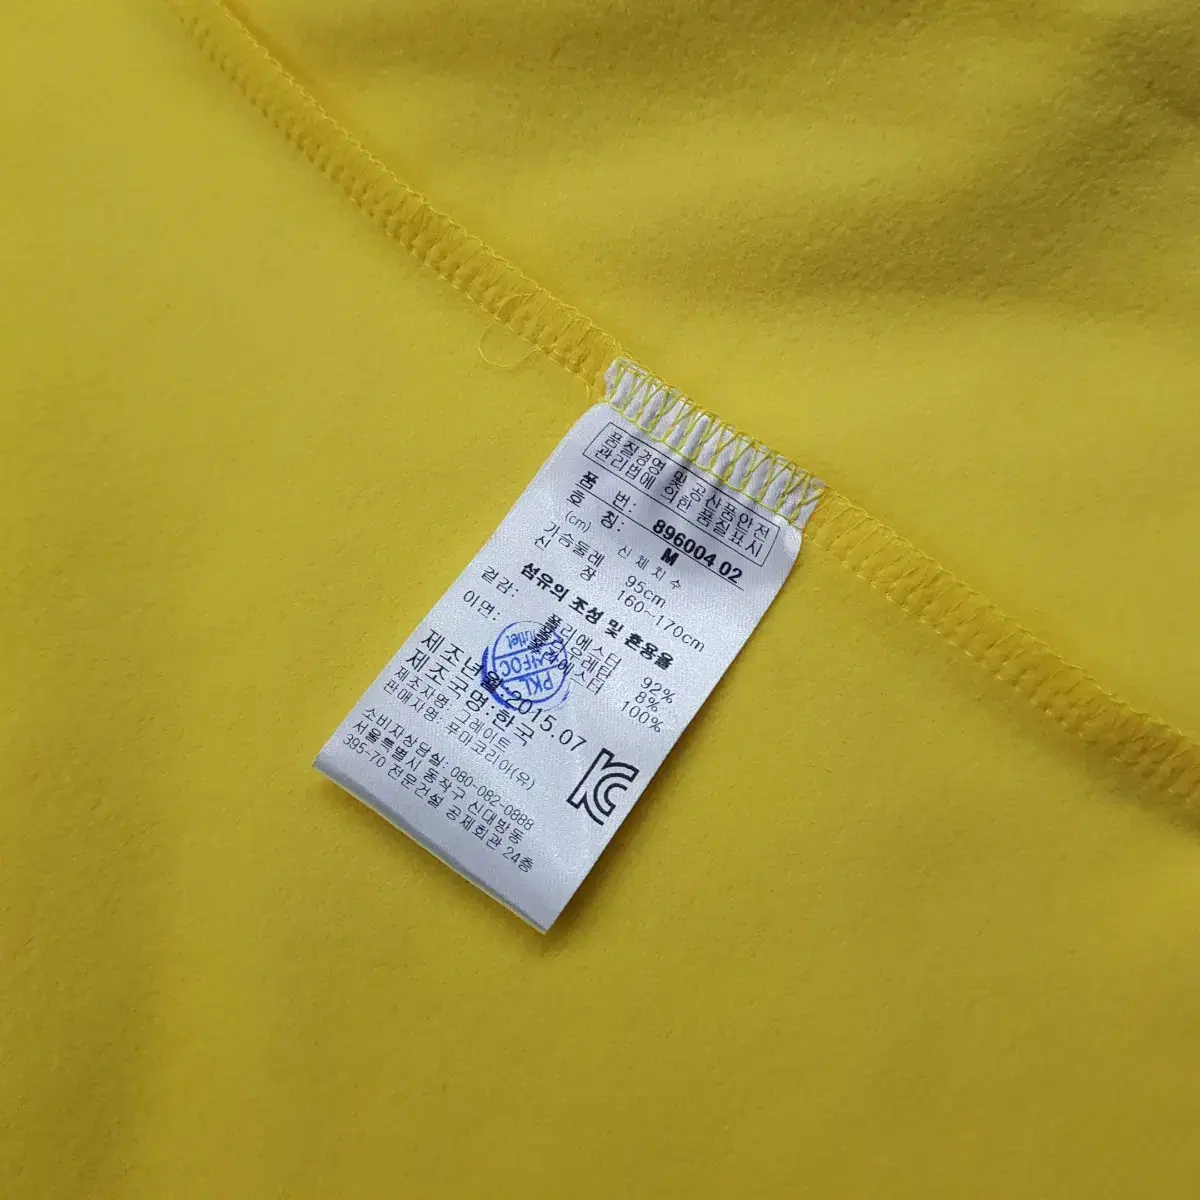 품질경영 및 공산품안전
관리법에 의한 품질표시
품 번: 896004 02
호 칭: M
(cm) 신체치수
가슴둘레 95cm
신 장 160~170cm
섬유의 조성 및 혼용율
겉감: 폴리에스터 92%
폴리우레탄 8%
이면: 폴리에스터 100%
제조년월:2015.07
제조국명:한국
제조자명: 그레이트
판매자명: 푸마코리아(유)
소비자상담실: 080-082-0888
서울특별시 동작구 신대방동
395-70 전문건설 공제회관 24층
PKL
FOC
utlet